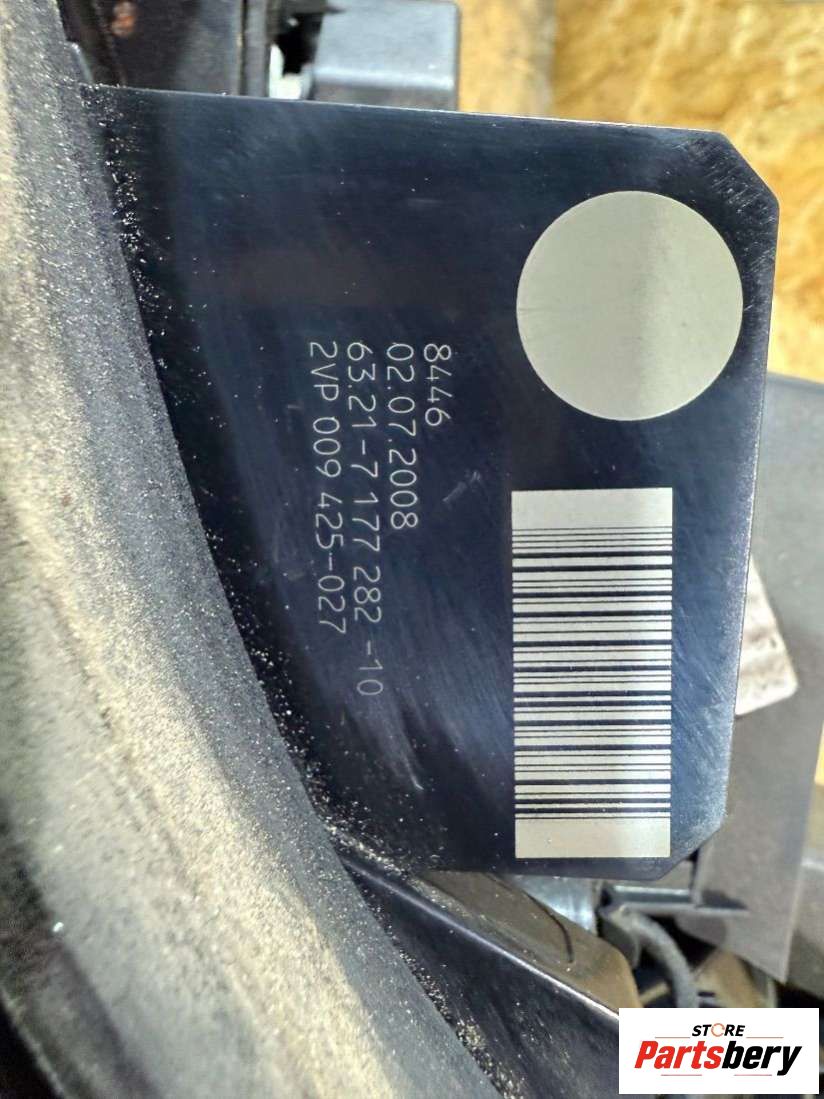 8446
02.07.2008
63.21-7 177 282 -10
2VP 009 425-027
STORE
Partsbery